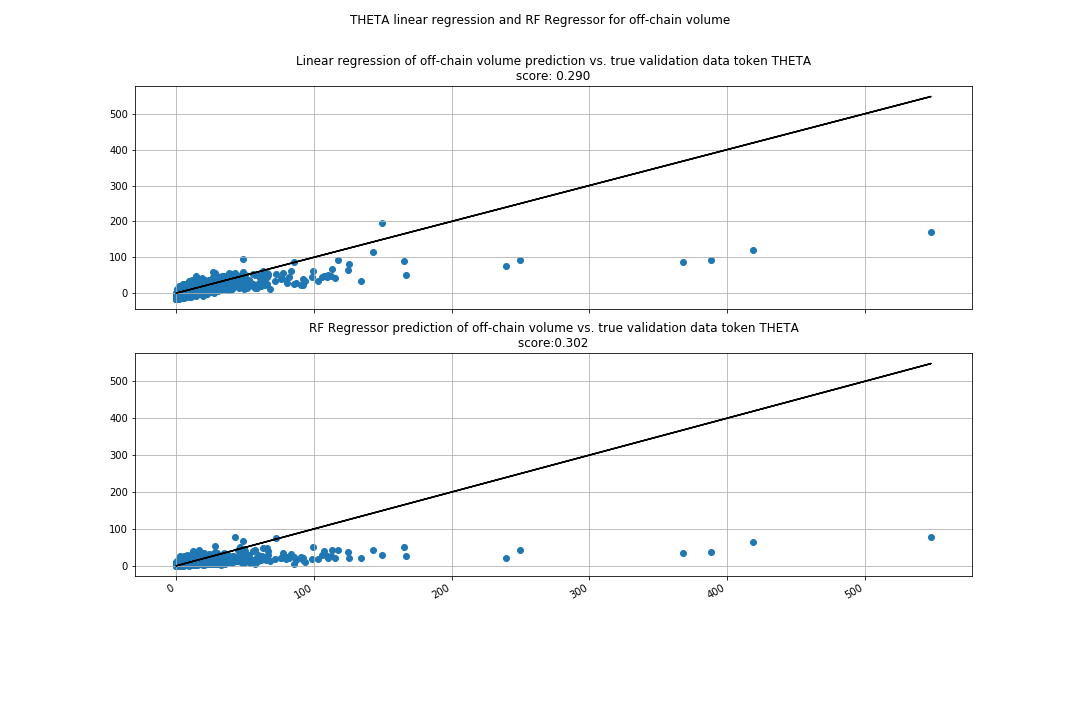 THETA linear regression and RF Regressor for off-chain volume
Linear regression of off-chain volume prediction vs. true validation data token THETA
score: 0.290
500
400
300
200
100
0
RF Regressor prediction of off-chain volume vs. true validation data token THETA
score:0.302
500
400
300
200
100
0
0 100 200 300 400 500